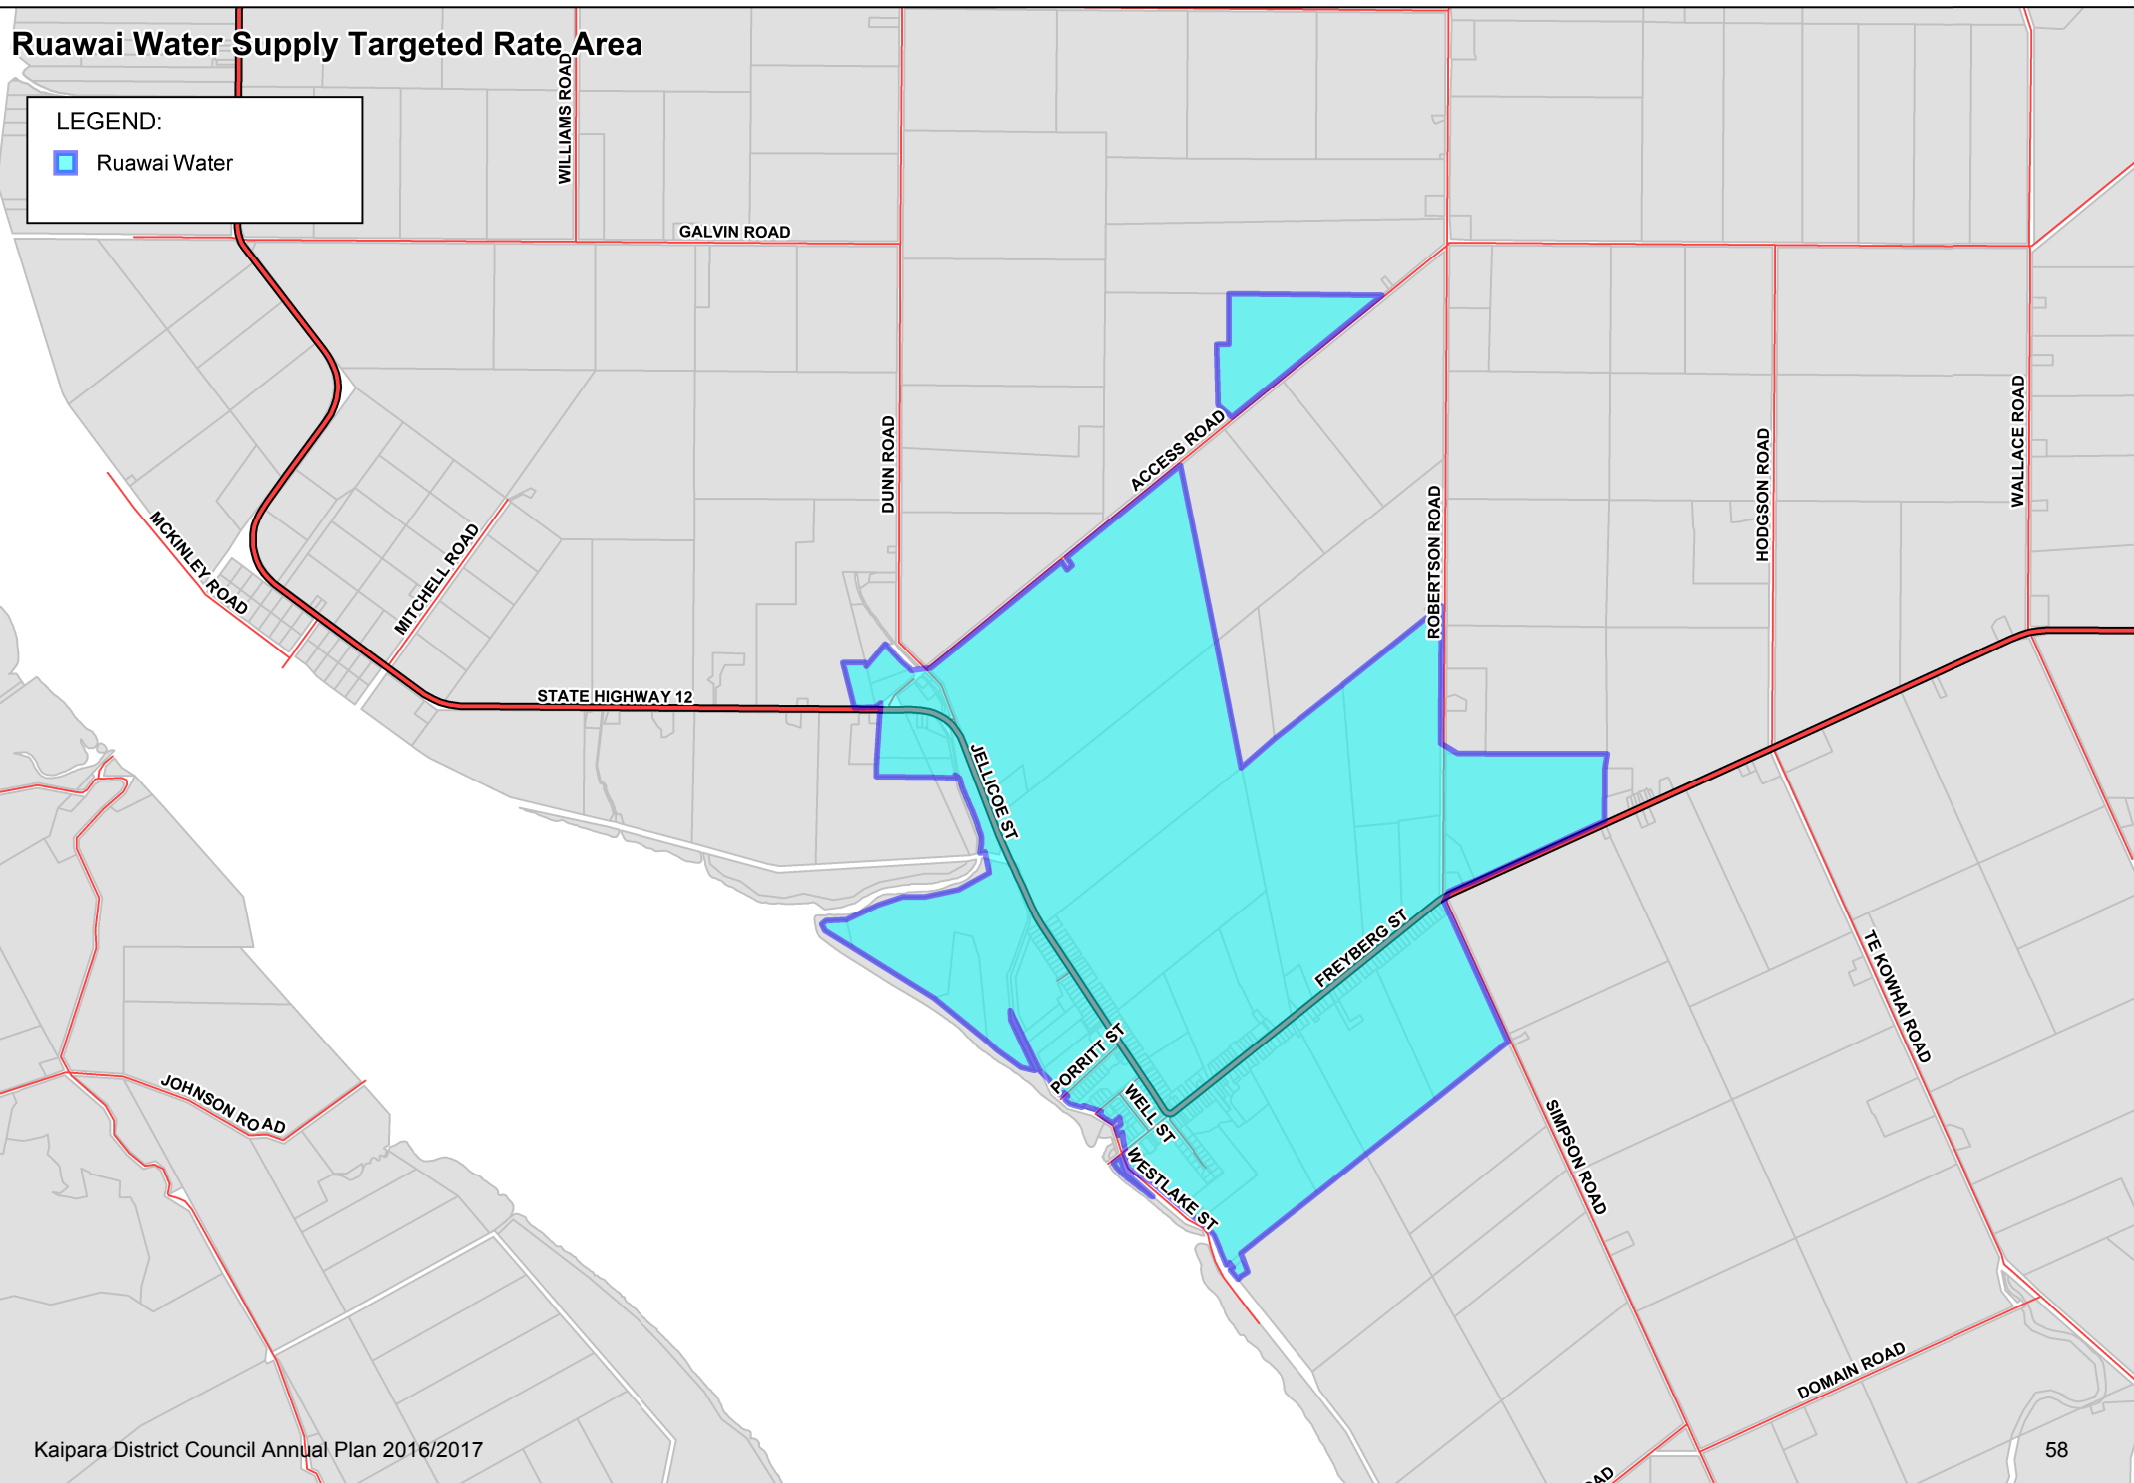 Ruawai Water Supply Targeted Rate Area
LEGEND:
Ruawai Water
WILLIAMS ROAD
GALVIN ROAD
DUNN ROAD
ACCESS ROAD
ROBERTSON ROAD
HODGSON ROAD
WALLACE ROAD
MCKINLEY ROAD
MITCHELL ROAD
STATE HIGHWAY 12
JELLICOE ST
FREYBERG ST
TE KOWHAI ROAD
PORRITT ST
WELL ST
WESTLAKE ST
SIMPSON ROAD
JOHNSON ROAD
DOMAIN ROAD
Kaipara District Council Annual Plan 2016/2017
58